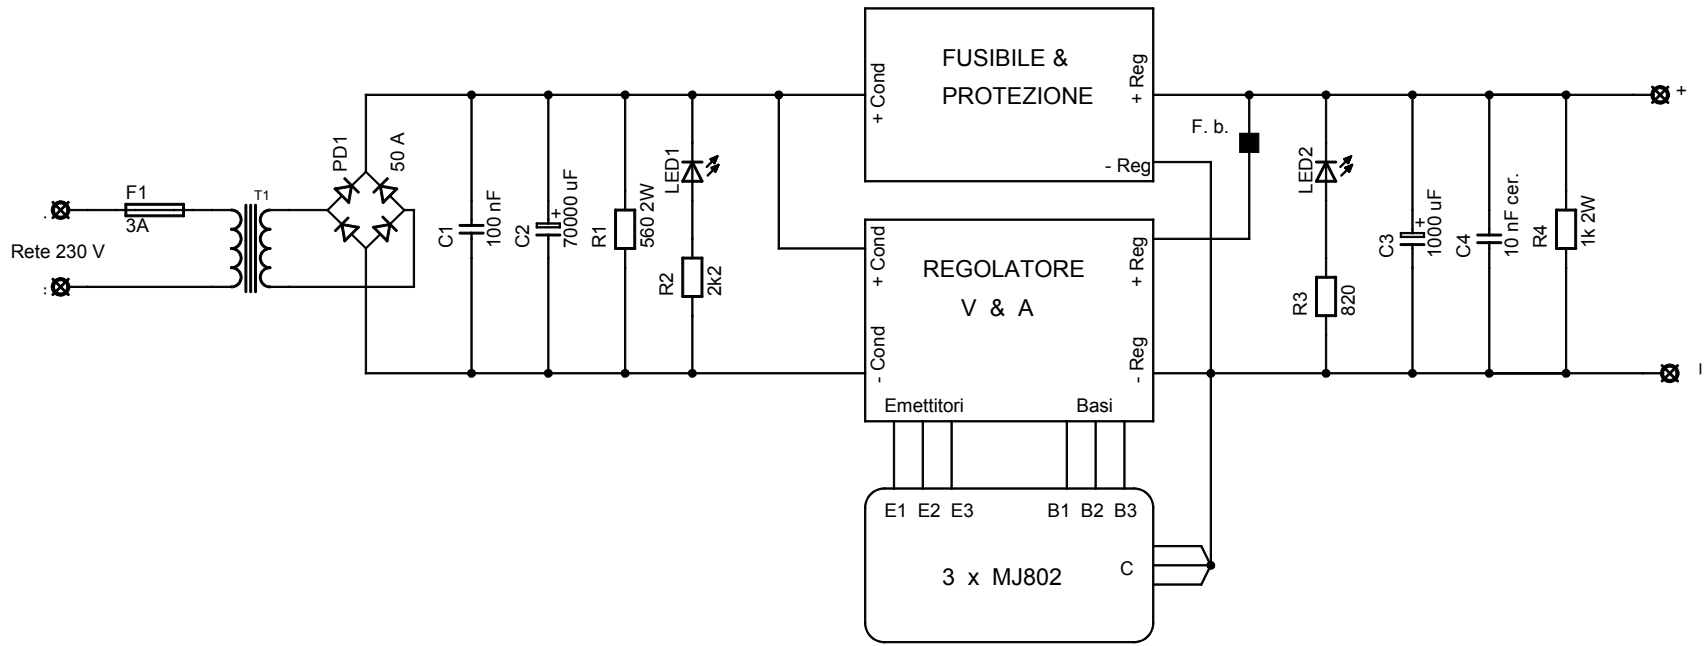 FUSIBILE &
PROTEZIONE
+ Cond
+ Reg
- Reg
F. b.
REGOLATORE
V & A
+ Cond
- Cond
+ Reg
- Reg
Emettitori
Basi
E1 E2 E3
B1 B2 B3
C
3 x MJ802
Rete 230 V
F1
3A
T1
PD1
50 A
C1
100 nF
C2
+
70000 uF
R1
560 2W
LED1
R2
2k2
LED2
R3
820
C3
+
1000 uF
C4
10 nF cer.
R4
1k 2W
+
I